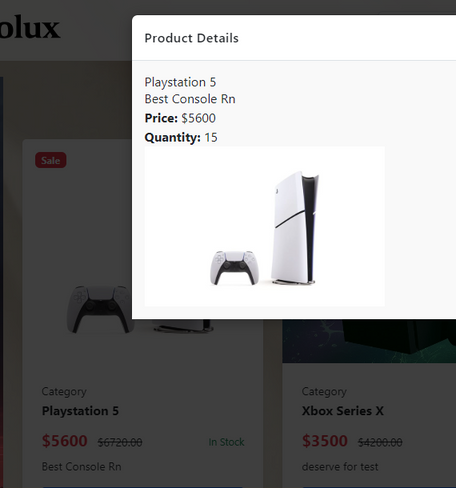 olux
Product Details
Playstation 5
Best Console Rn
Price: $5600
Quantity: 15
Sale
Category
Playstation 5
$5600 $6720.00 In Stock
Best Console Rn
Category
Xbox Series X
$3500 $4200.00
deserve for test